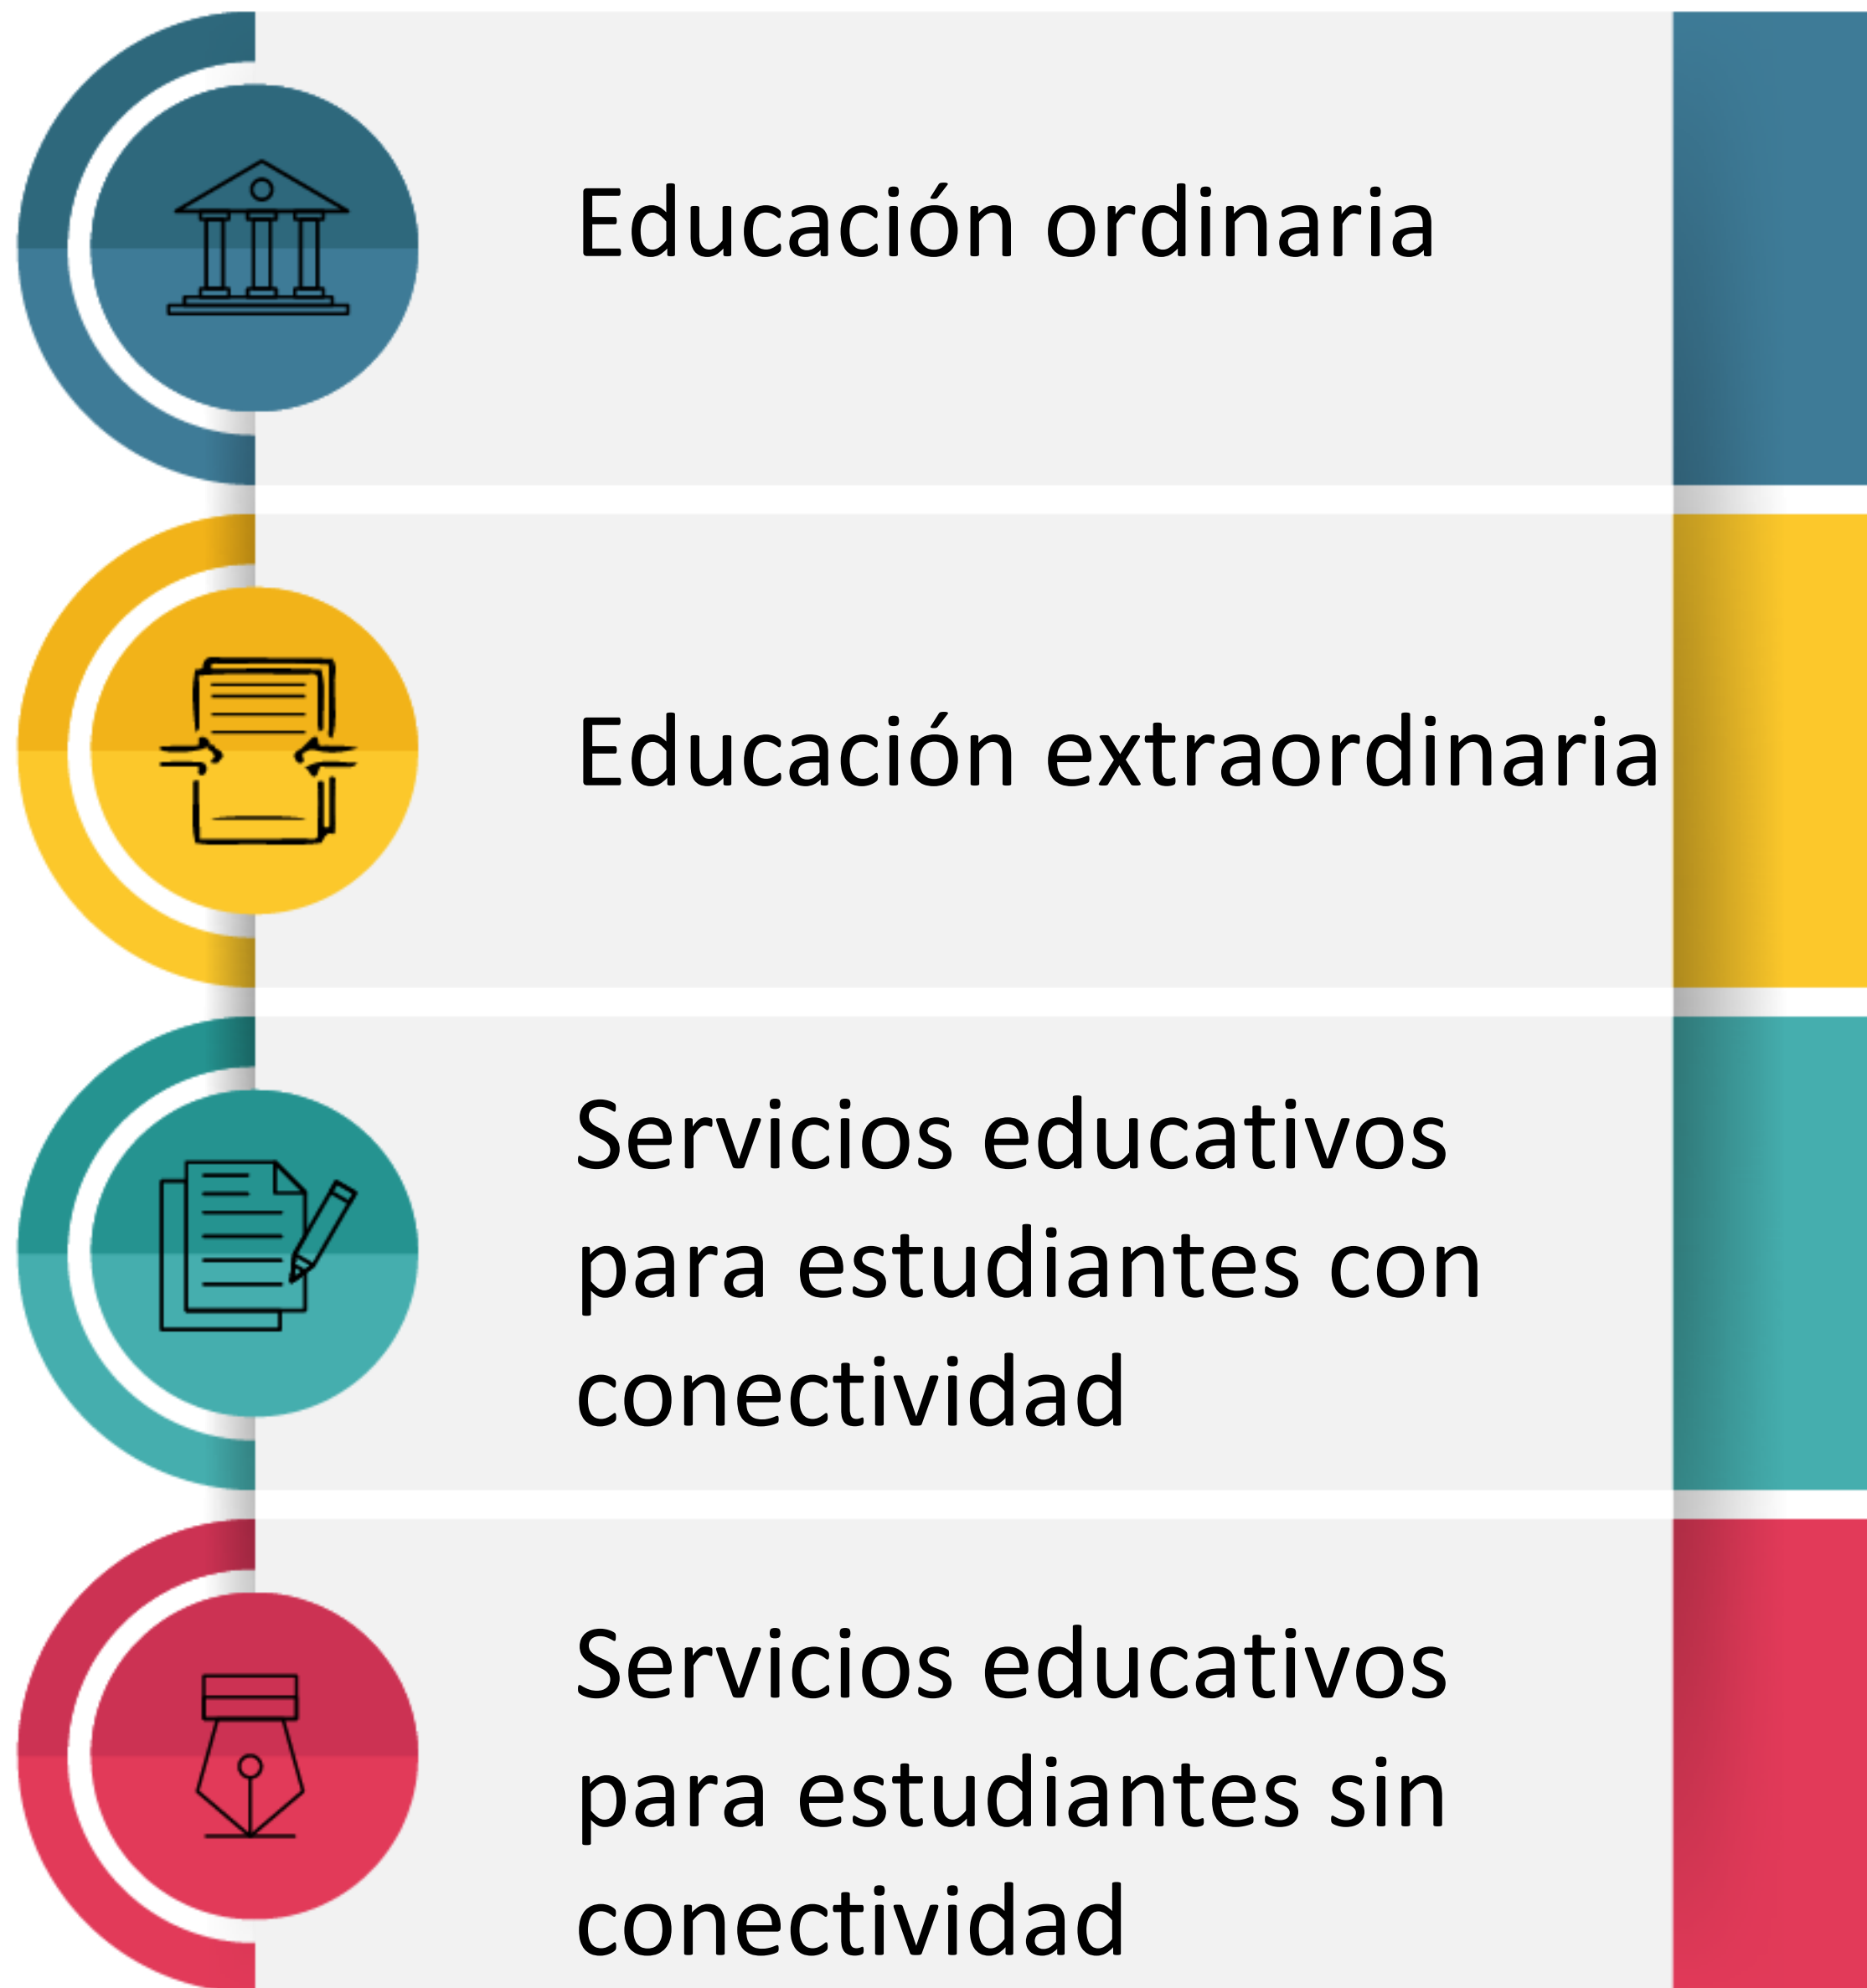 Educación ordinaria
Educación extraordinaria
Servicios educativos
para estudiantes con
conectividad
Servicios educativos
para estudiantes sin
conectividad